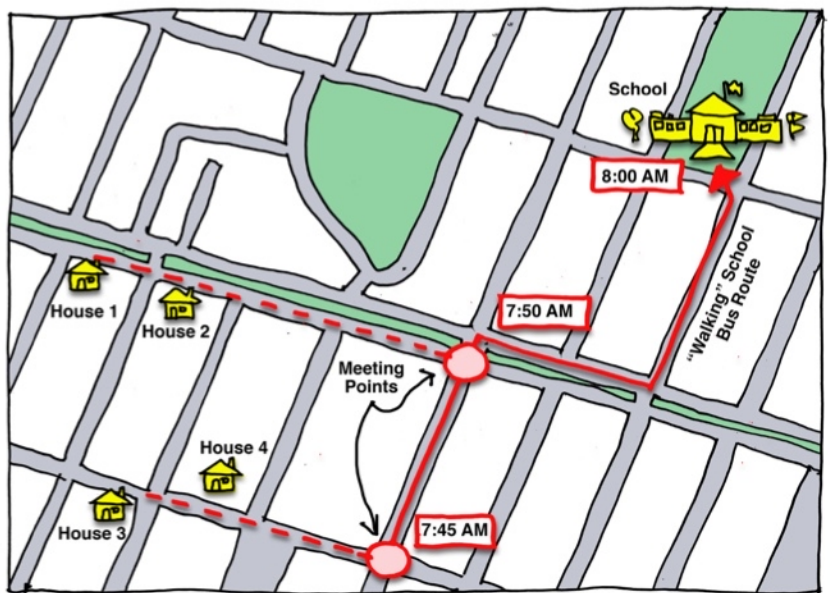 School
8:00 AM
"Walking" School
Bus Route
House 1
House 2
7:50 AM
Meeting
Points
House 4
House 3
7:45 AM